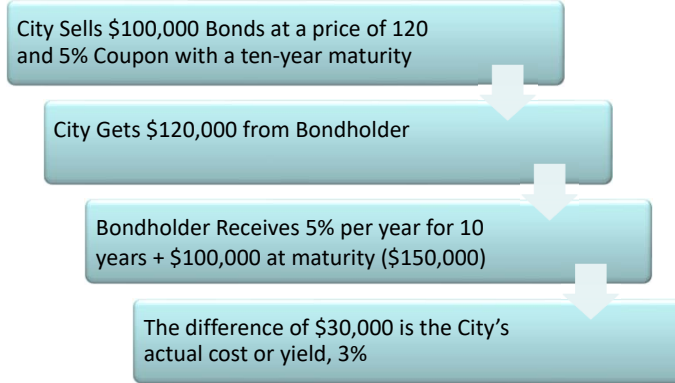 City Sells $100,000 Bonds at a price of 120
and 5% Coupon with a ten-year maturity
City Gets $120,000 from Bondholder
Bondholder Receives 5% per year for 10
years + $100,000 at maturity ($150,000)
The difference of $30,000 is the City's
actual cost or yield, 3%